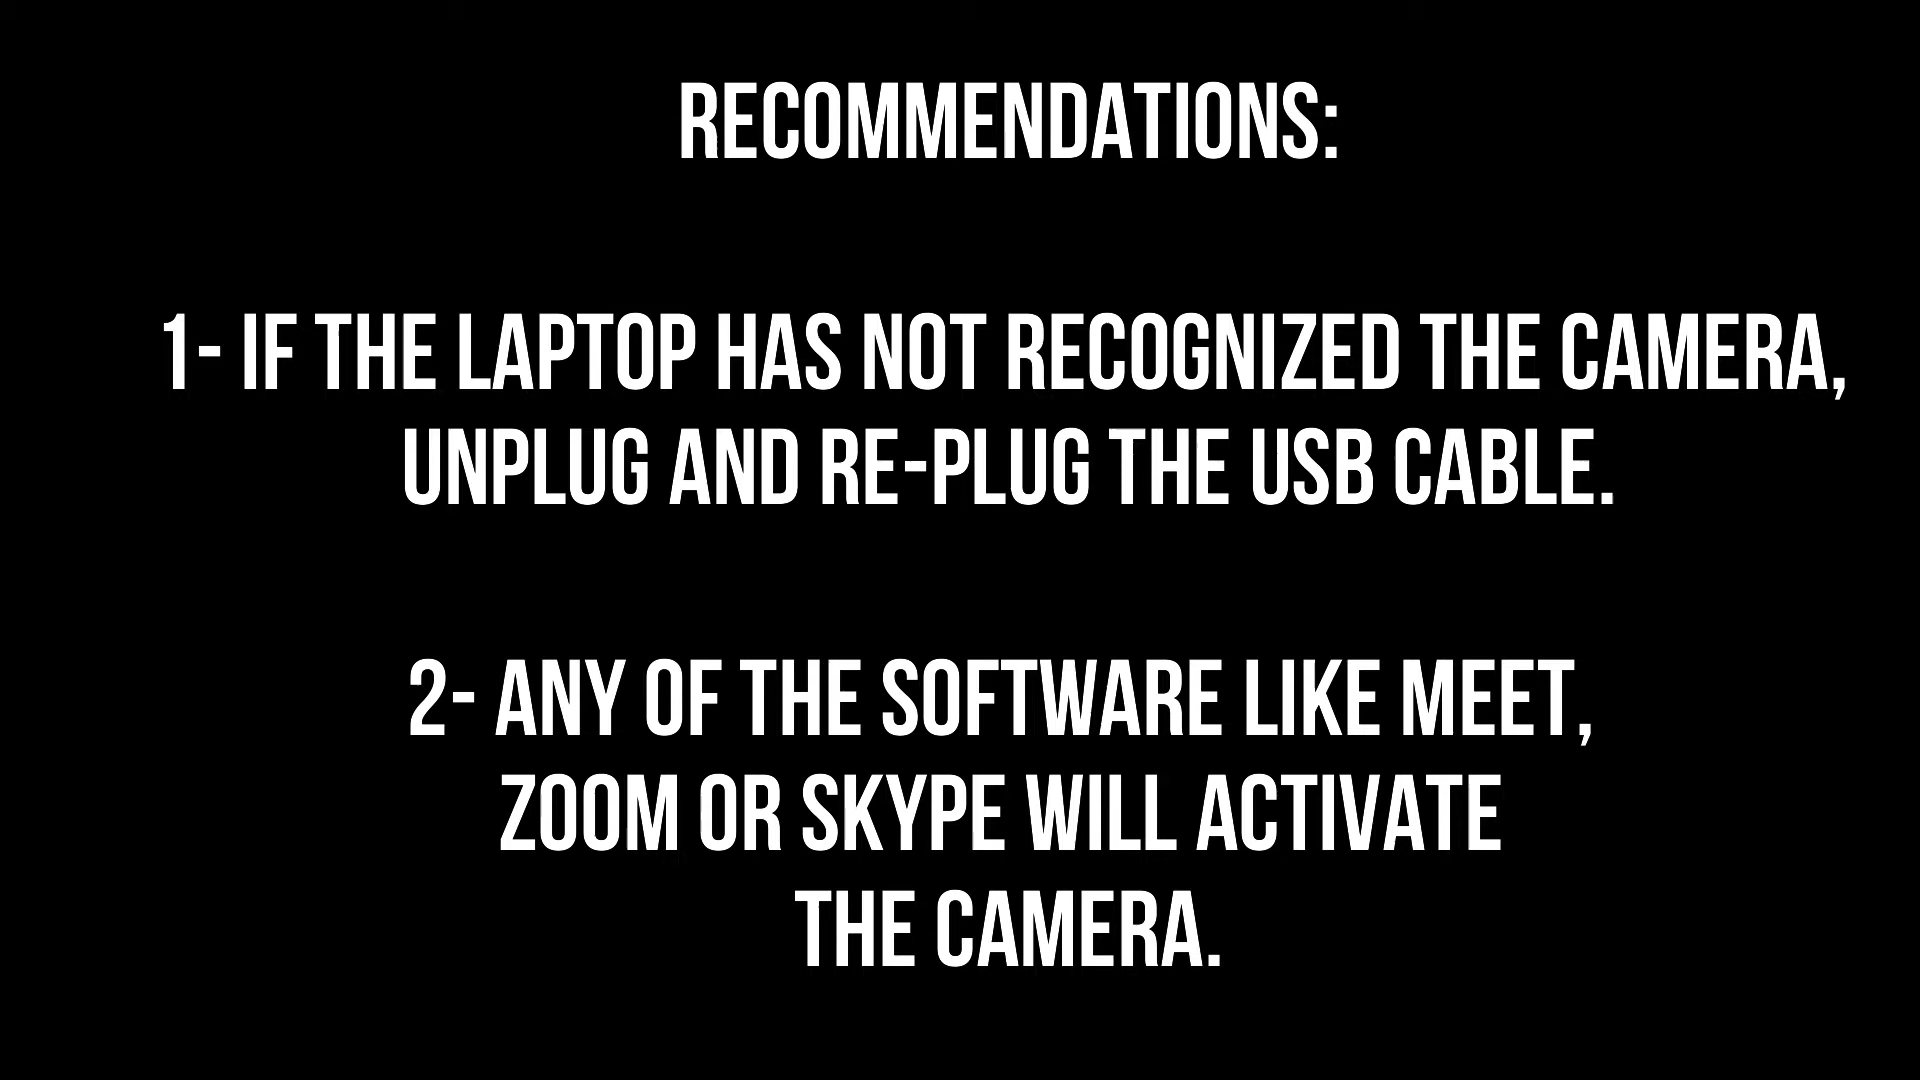 RECOMMENDATIONS:
1- IF THE LAPTOP HAS NOT RECOGNIZED THE CAMERA,
UNPLUG AND RE-PLUG THE USB CABLE.
2- ANY OF THE SOFTWARE LIKE MEET,
ZOOM OR SKYPE WILL ACTIVATE
THE CAMERA.